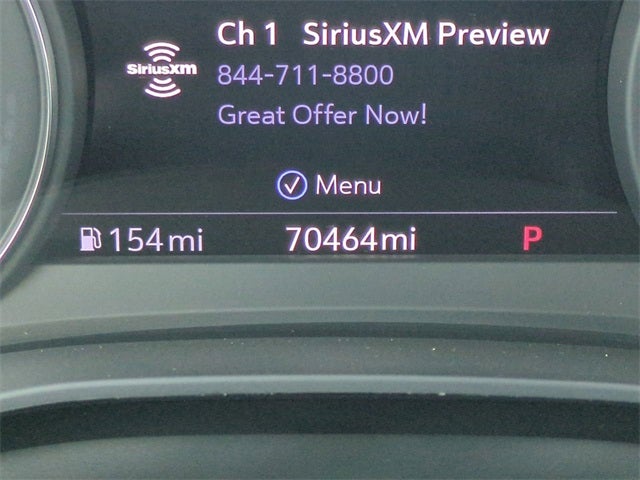 Ch 1 SiriusXM Preview
SiriusXM
844-711-8800
Great Offer Now!
Menu
154mi 70464mi P